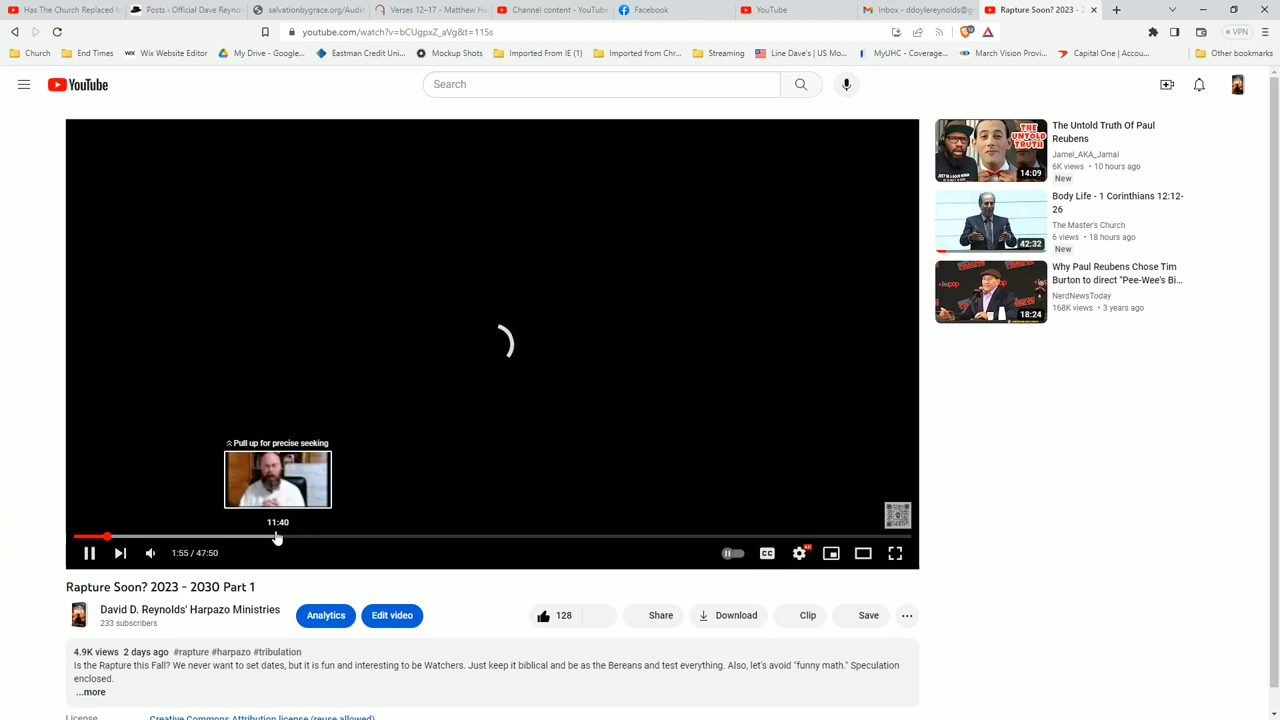 Has The Church Replaced I
Posts - Official Dave Reynol
salvationbygrace.org/Audio
Verses 12–17. - Matthew He
Channel content - YouTube
Facebook
YouTube
Inbox - ddoylereynolds@g
Rapture Soon? 2023 - 2
youtube.com/watch?v=bCUgpxZ_aVg&t=115s
VPN
Church
End Times
Wix Website Editor
My Drive - Google...
Eastman Credit Uni...
Mockup Shots
Imported from IE (1)
Imported from Chr...
Streaming
Line Dave's | US Mo...
MyUHC - Coverage...
March Vision Provi...
Capital One | Accou...
Other bookmarks
YouTube
Search
Pull up for precise seeking
11:40
1:55 / 47:50
CC
Rapture Soon? 2023 - 2030 Part 1
David D. Reynolds' Harpazo Ministries
233 subscribers
Analytics
Edit video
128
Share
Download
Clip
Save
4.9K views 2 days ago #rapture #harpazo #tribulation
Is the Rapture this Fall? We never want to set dates, but it is fun and interesting to be Watchers. Just keep it biblical and be as the Bereans and test everything. Also, let's avoid "funny math." Speculation
enclosed.
...more
License
Creative Commons Attribution license (reuse allowed)
THE
UNTOLD
TRUTH
14:09
The Untold Truth Of Paul
Reubens
Jamel_AKA_Jamal
6K views • 10 hours ago
New
42:32
Body Life - 1 Corinthians 12:12-
26
The Master's Church
6 views • 18 hours ago
New
18:24
Why Paul Reubens Chose Tim
Burton to direct "Pee-Wee's Bi...
NerdNewsToday
168K views • 3 years ago